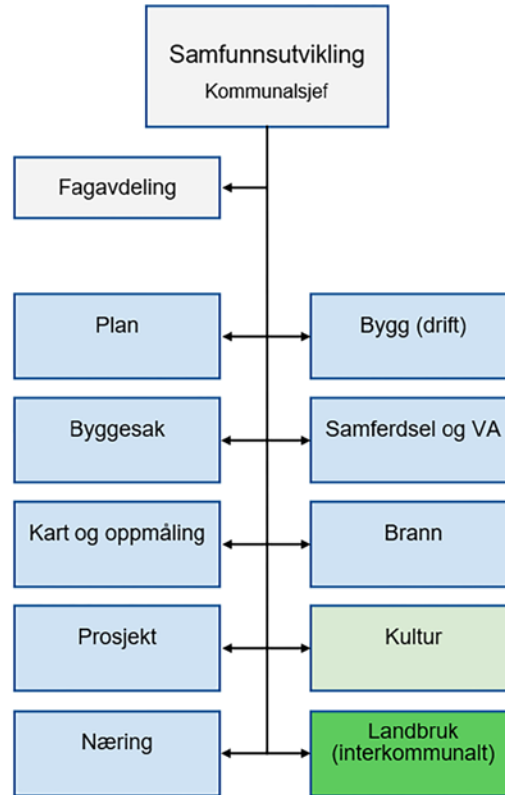 Samfunnsutvikling
Kommunalsjef
Fagavdeling
Plan
Bygg (drift)
Byggesak
Samferdsel og VA
Kart og oppmåling
Brann
Prosjekt
Kultur
Næring
Landbruk
(interkommunalt)